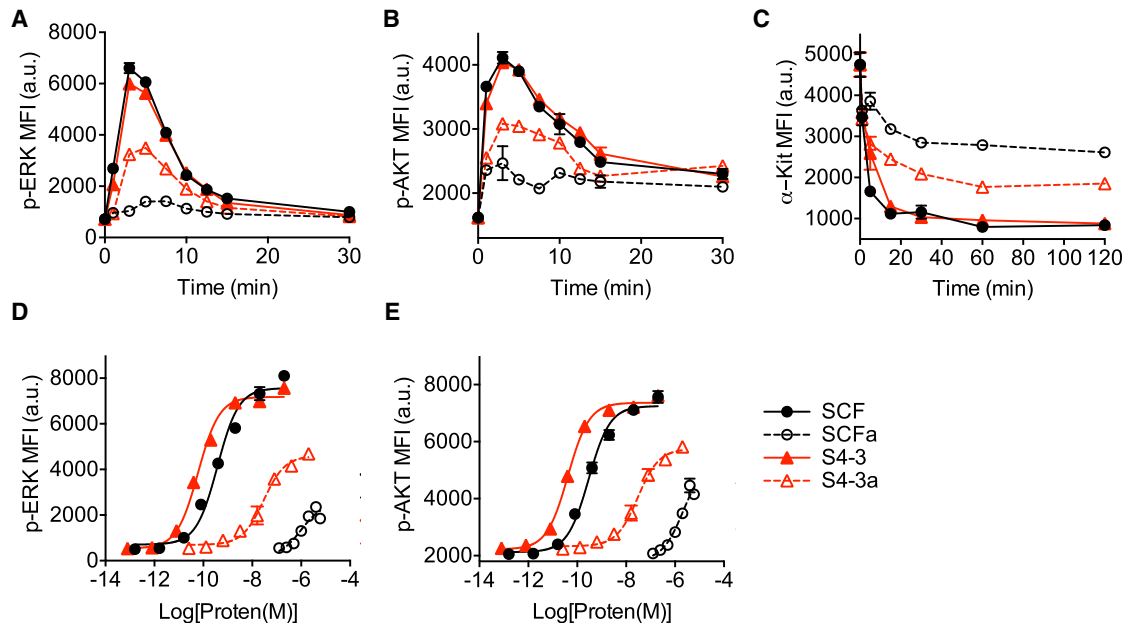 A
p-ERK MFI (a.u.)
8000
6000
4000
2000
0
0 10 20 30
Time (min)
B
p-AKT MFI (a.u.)
4000
3000
2000
0 10 20 30
Time (min)
C
α-Kit MFI (a.u.)
5000
4000
3000
2000
1000
0 20 40 60 80 100 120
Time (min)
D
p-ERK MFI (a.u.)
8000
6000
4000
2000
0
-14 -12 -10 -8 -6 -4
Log[Proten(M)]
E
p-AKT MFI (a.u.)
8000
6000
4000
2000
-14 -12 -10 -8 -6 -4
Log[Proten(M)]
SCF
SCFa
S4-3
S4-3a